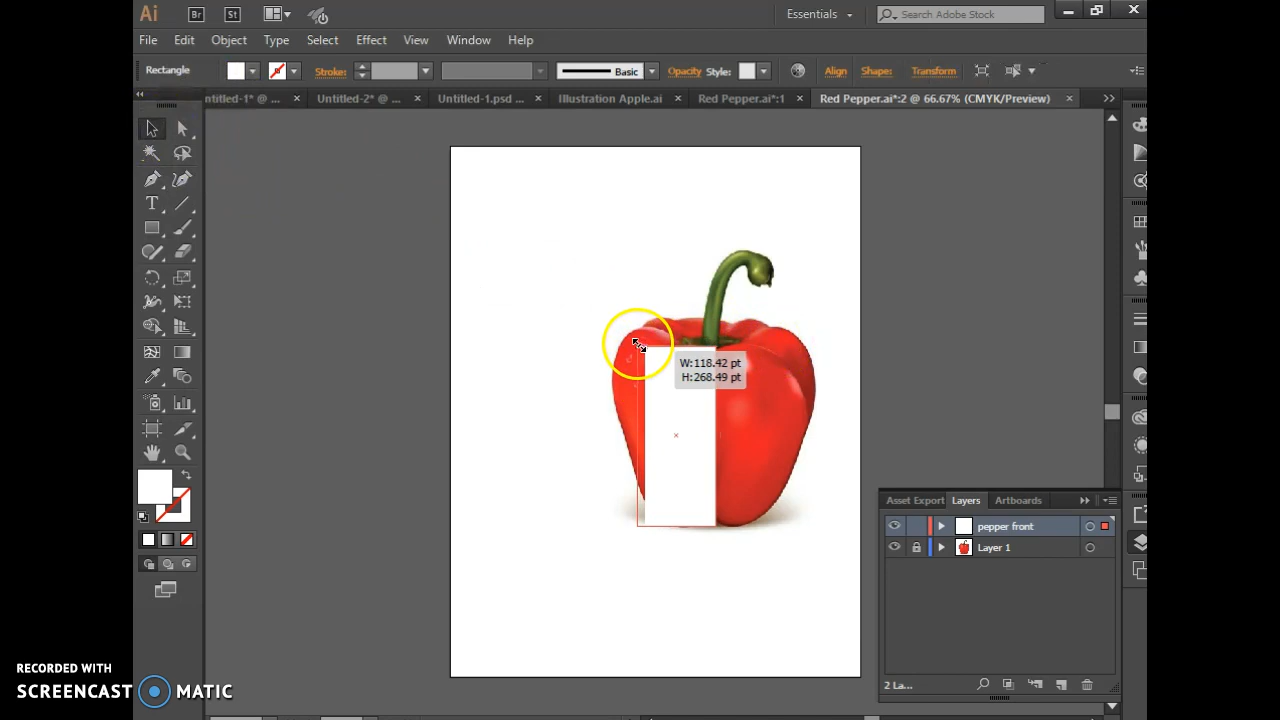 Ai Br St Essentials Search Adobe Stock
File Edit Object Type Select Effect View Window Help
Rectangle Stroke: Basic Opacity Style: Align Shape: Transform
ntitled-1* @ ... × Untitled-2* @ ... × Untitled-1.psd ... × Illustration Apple.ai × Red Pepper.ai*:1 × Red Pepper.ai*:2 @ 66.67% (CMYK/Preview) ×
W:118.42 pt
H:268.49 pt
Asset Export Layers Artboards
pepper front
Layer 1
2 La...
RECORDED WITH
SCREENCAST MATIC